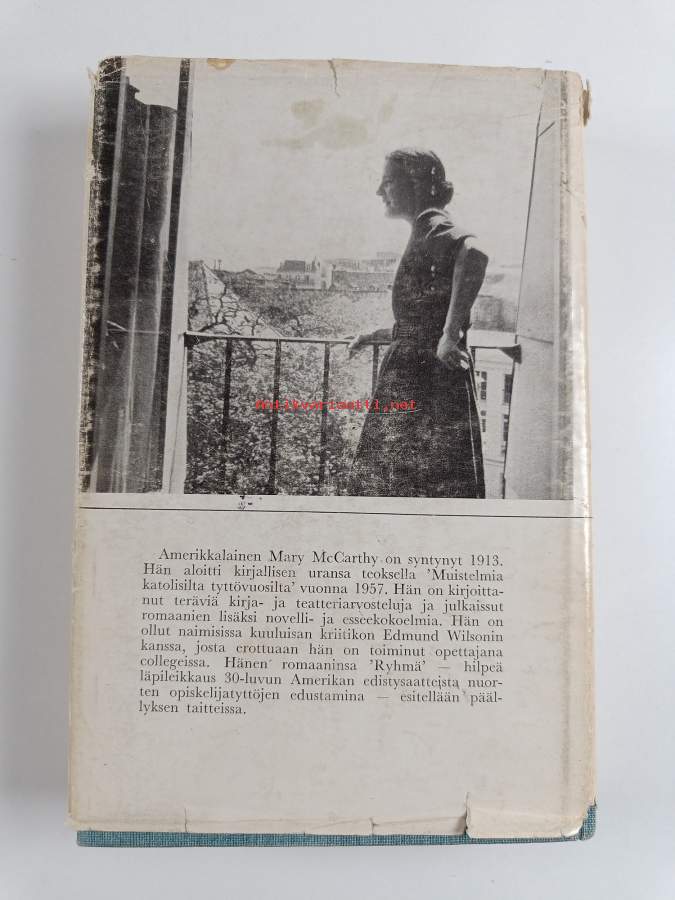 Antikvariaatti.net
Amerikkalainen Mary McCarthy on syntynyt 1913.
Hän aloitti kirjallisen uransa teoksella 'Muistelmia
katolisilta tyttövuosilta' vuonna 1957. Hän on kirjoitta-
nut teräviä kirja- ja teatteriarvosteluja ja julkaissut
romaanien lisäksi novelli- ja esseekokoelmia. Hän on
ollut naimisissa kuuluisan kriitikon Edmund Wilsonin
kanssa, josta erottuaan hän on toiminut opettajana
collegeissa. Hänen romaaninsa 'Ryhmä' — hilpeä
läpileikkaus 30-luvun Amerikan edistysaatteista nuor-
ten opiskelijatyttöjen edustamina — esitellään pääl-
lyksen taitteissa.